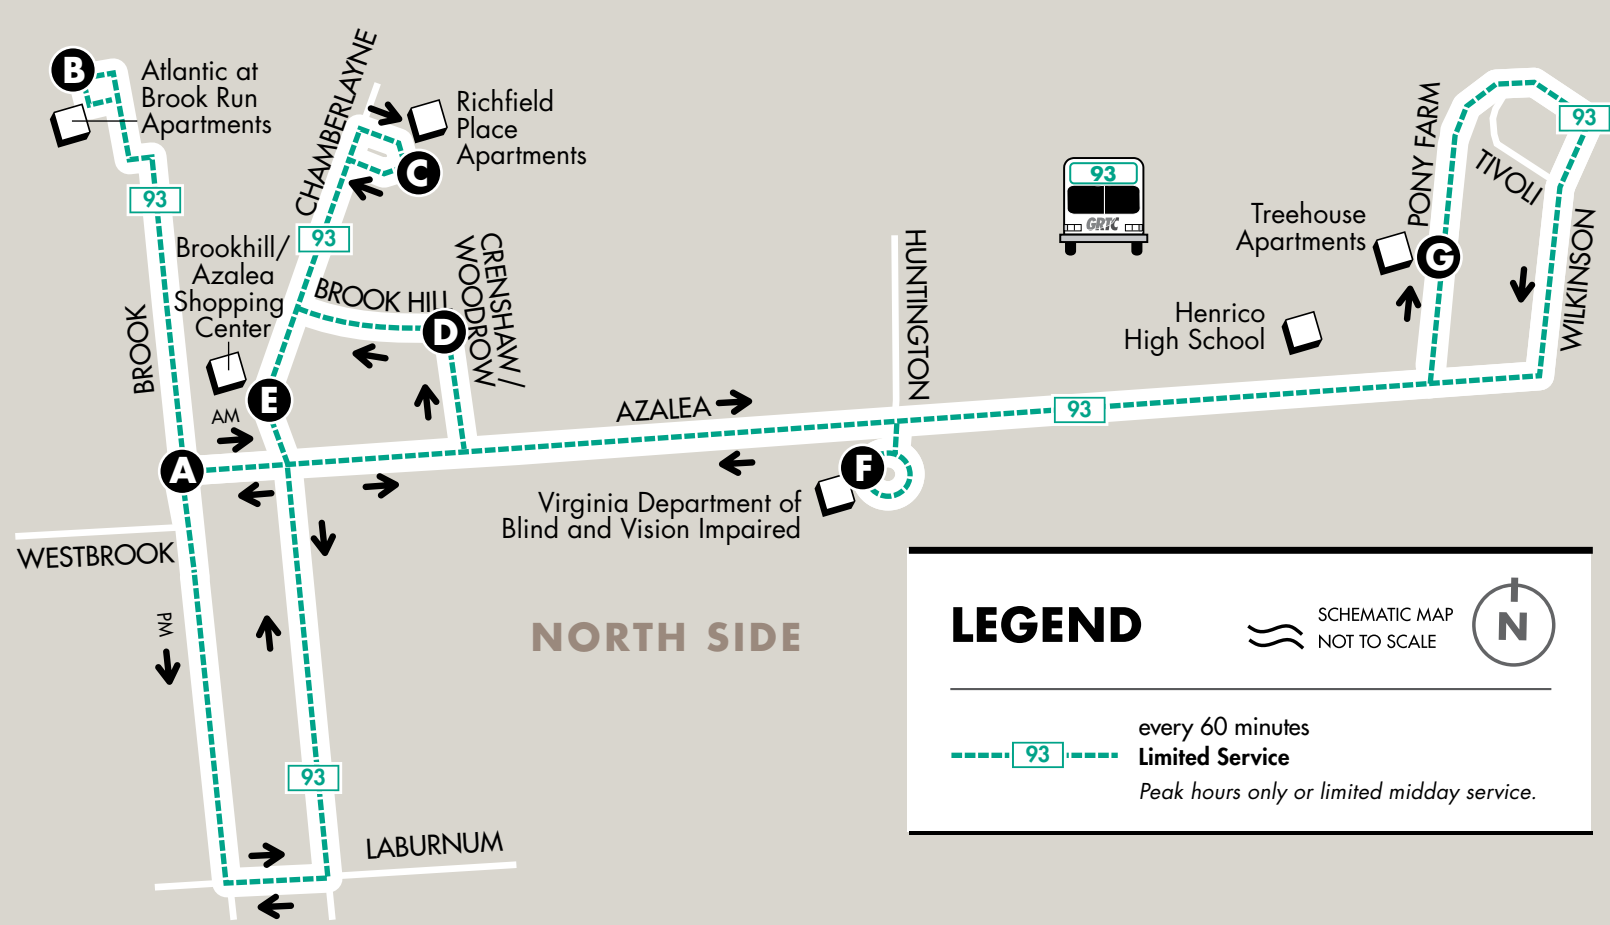 B
Atlantic at
Brook Run
Apartments
CHAMBERLAYNE
Richfield
Place
Apartments
C
93
93
Brookhill/
Azalea
Shopping
Center
BROOK
BROOK HILL
D
CRENSHAW/
WOODROW
E
AM
A
AZALEA
HUNTINGTON
93
GRTC
93
F
Virginia Department of
Blind and Vision Impaired
Treehouse
Apartments
Henrico
High School
PONY FARM
G
TIVOLI
93
WILKINSON
WESTBROOK
PM
NORTH SIDE
93
LABURNUM
LEGEND
SCHEMATIC MAP
NOT TO SCALE
N
93
every 60 minutes
Limited Service
Peak hours only or limited midday service.